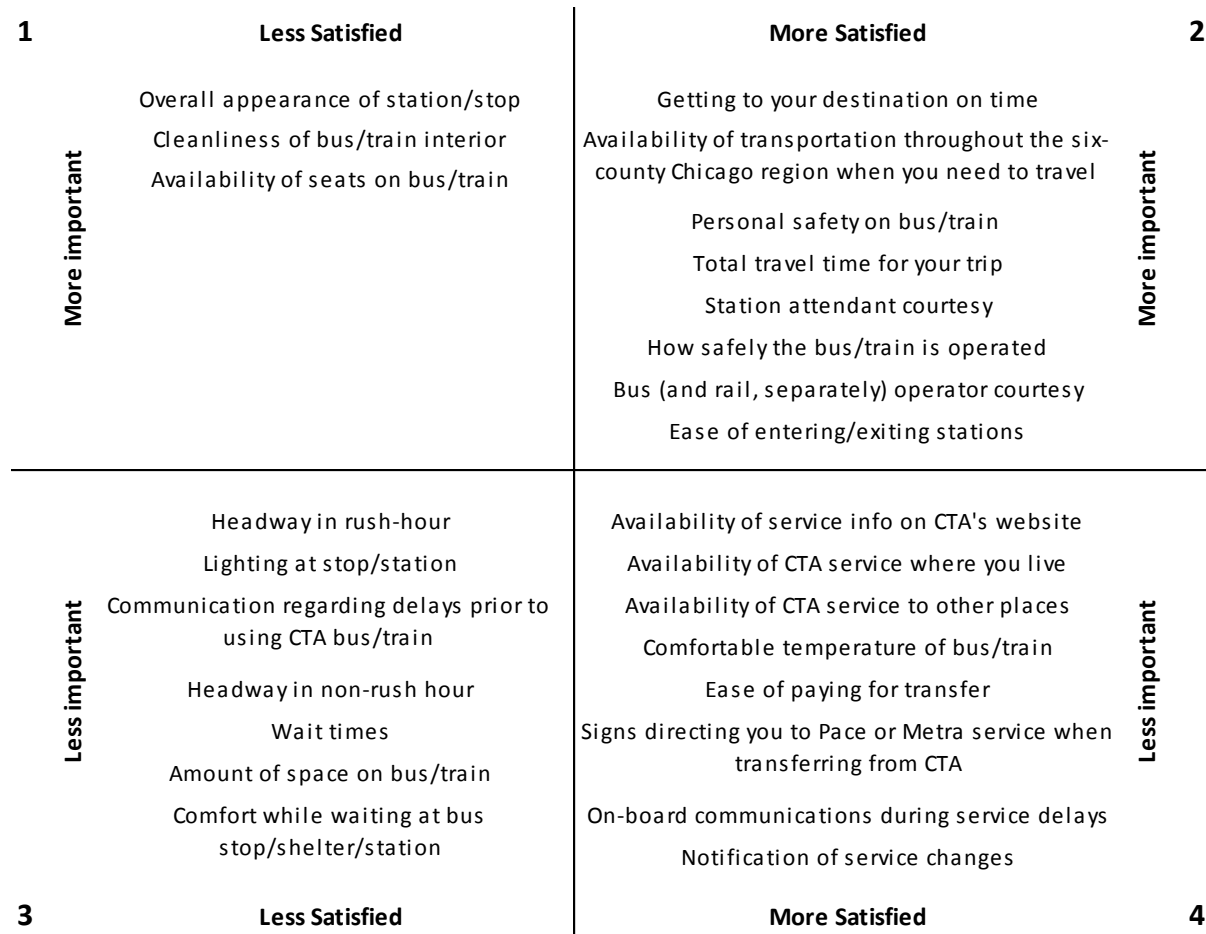 1
Less Satisfied
More Satisfied
2
More important
Overall appearance of station/stop
Cleanliness of bus/train interior
Availability of seats on bus/train
Getting to your destination on time
Availability of transportation throughout the six-
county Chicago region when you need to travel
Personal safety on bus/train
Total travel time for your trip
Station attendant courtesy
How safely the bus/train is operated
Bus (and rail, separately) operator courtesy
Ease of entering/exiting stations
More important
Less important
Headway in rush-hour
Lighting at stop/station
Communication regarding delays prior to
using CTA bus/train
Headway in non-rush hour
Wait times
Amount of space on bus/train
Comfort while waiting at bus
stop/shelter/station
Availability of service info on CTA's website
Availability of CTA service where you live
Availability of CTA service to other places
Comfortable temperature of bus/train
Ease of paying for transfer
Signs directing you to Pace or Metra service when
transferring from CTA
On-board communications during service delays
Notification of service changes
Less important
3
Less Satisfied
More Satisfied
4